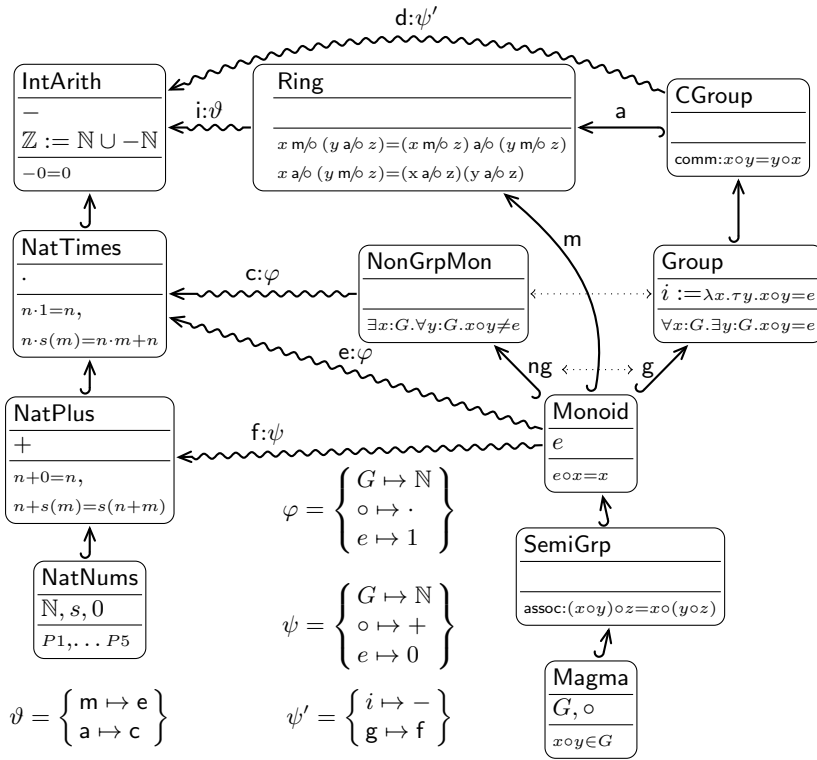 d:ψ′
IntArith
−
ℤ := ℕ ∪ −ℕ
−0=0
i:ϑ
Ring
x m/∘ (y a/∘ z)=(x m/∘ z) a/∘ (y m/∘ z)
x a/∘ (y m/∘ z)=(x a/∘ z)(y a/∘ z)
a
CGroup
comm:x∘y=y∘x
m
NatTimes
·
n·1=n,
n·s(m)=n·m+n
c:φ
NonGrpMon
∃x:G.∀y:G.x∘y≠e
Group
i := λx.τy.x∘y=e
∀x:G.∃y:G.x∘y=e
e:φ
ng
g
NatPlus
+
n+0=n,
n+s(m)=s(n+m)
f:ψ
Monoid
e
e∘x=x
φ = { G ↦ ℕ
∘ ↦ ·
e ↦ 1 }
SemiGrp
assoc:(x∘y)∘z=x∘(y∘z)
NatNums
ℕ, s, 0
P1,... P5
ψ = { G ↦ ℕ
∘ ↦ +
e ↦ 0 }
Magma
G, ∘
x∘y∈G
ϑ = { m ↦ e
a ↦ c }
ψ′ = { i ↦ −
g ↦ f }